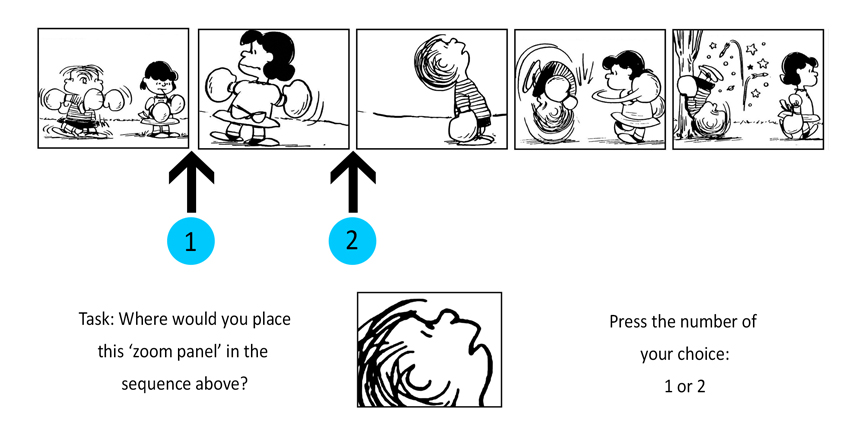 1
2
Task: Where would you place
this ‘zoom panel’ in the
sequence above?
Press the number of
your choice:
1 or 2